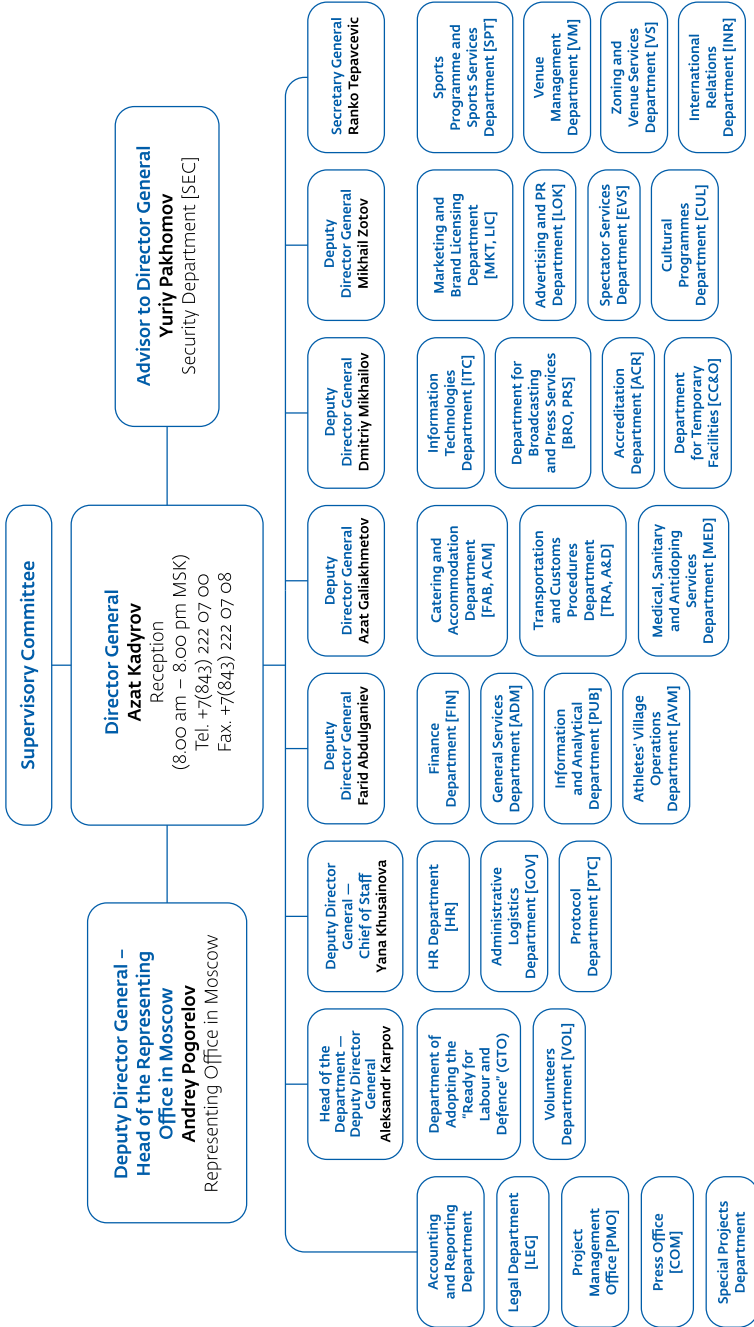 Supervisory Committee
Deputy Director General –
Head of the Representing
Office in Moscow
Andrey Pogorelov
Representing Office in Moscow
Director General
Azat Kadyrov
Reception
(8.00 am – 8.00 pm MSK)
Tel. +7(843) 222 07 00
Fax. +7(843) 222 07 08
Advisor to Director General
Yuriy Pakhomov
Security Department [SEC]
Accounting
and Reporting
Department
Legal Department
[LEG]
Project
Management
Office [PMO]
Press Office
[COM]
Special Projects
Department
Head of the
Department —
Deputy Director
General
Aleksandr Karpov
Department of
Adopting the
“Ready for
Labour and
Defence” (GTO)
Volunteers
Department [VOL]
Deputy Director
General —
Chief of Staff
Yana Khusainova
HR Department
[HR]
Administrative
Logistics
Department [GOV]
Protocol
Department [PTC]
Deputy
Director General
Farid Abdulganiev
Finance
Department [FIN]
General Services
Department [ADM]
Information
and Analytical
Department [PUB]
Athletes’ Village
Operations
Department [AVM]
Deputy
Director General
Azat Galiakhmetov
Catering and
Accommodation
Department
[FAB, ACM]
Transportation
and Customs
Procedures
Department
[TRA, A&D]
Medical, Sanitary
and Antidoping
Services
Department [MED]
Deputy
Director General
Dmitriy Mikhailov
Information
Technologies
Department [ITC]
Department for
Broadcasting
and Press Services
[BRO, PRS]
Accreditation
Department [ACR]
Department
for Temporary
Facilities [CC&O]
Deputy
Director General
Mikhail Zotov
Marketing and
Brand Licensing
Department
[MKT, LIC]
Advertising and PR
Department [LOK]
Spectator Services
Department [EVS]
Cultural
Programmes
Department [CUL]
Secretary General
Ranko Tepavcevic
Sports
Programme and
Sports Services
Department [SPT]
Venue
Management
Department [VM]
Zoning and
Venue Services
Department [VS]
International
Relations
Department [INR]